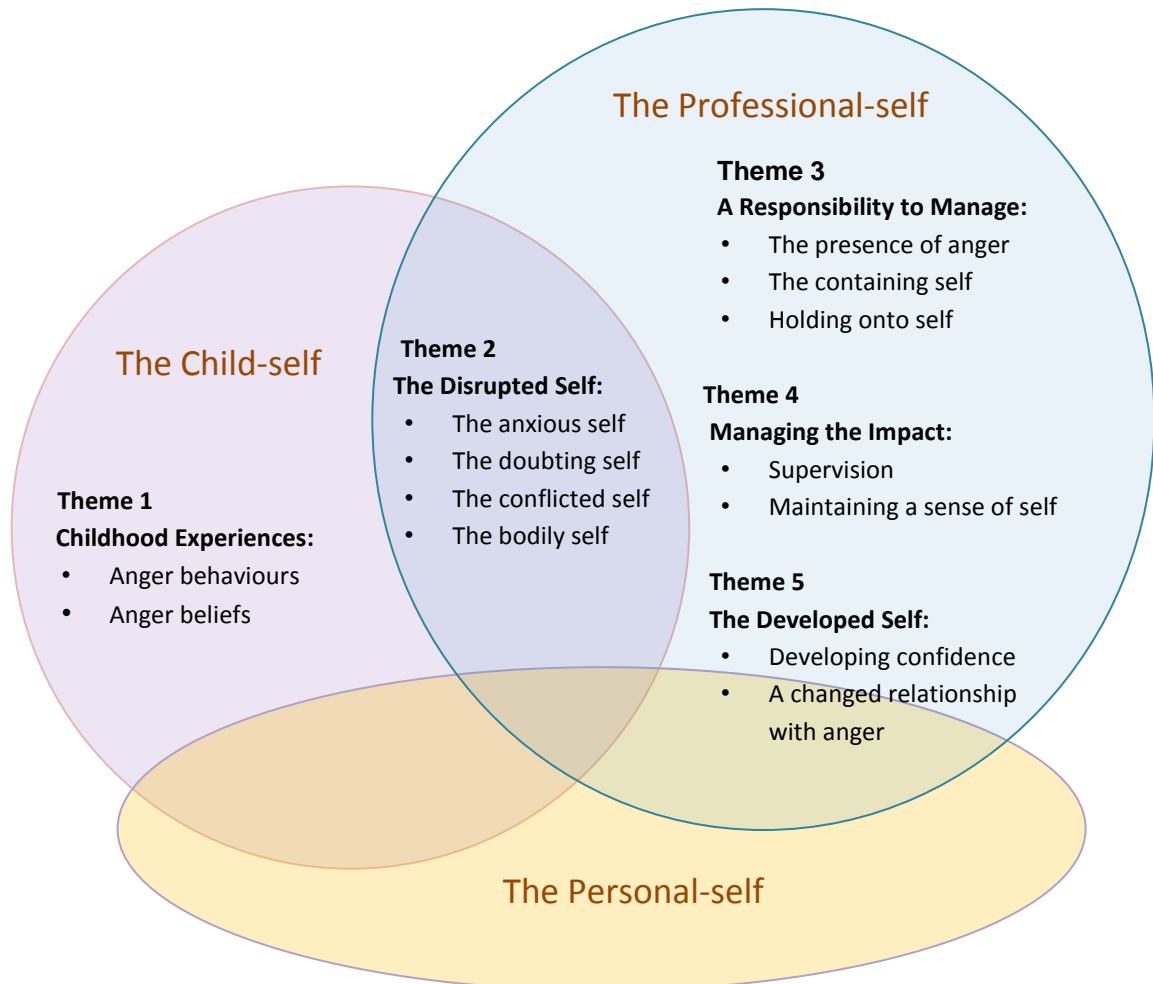 The Professional-self
Theme 3
A Responsibility to Manage:
• The presence of anger
• The containing self
• Holding onto self
The Child-self
Theme 2
The Disrupted Self:
• The anxious self
• The doubting self
• The conflicted self
• The bodily self
Theme 4
Managing the Impact:
• Supervision
• Maintaining a sense of self
Theme 1
Childhood Experiences:
• Anger behaviours
• Anger beliefs
Theme 5
The Developed Self:
• Developing confidence
• A changed relationship
with anger
The Personal-self